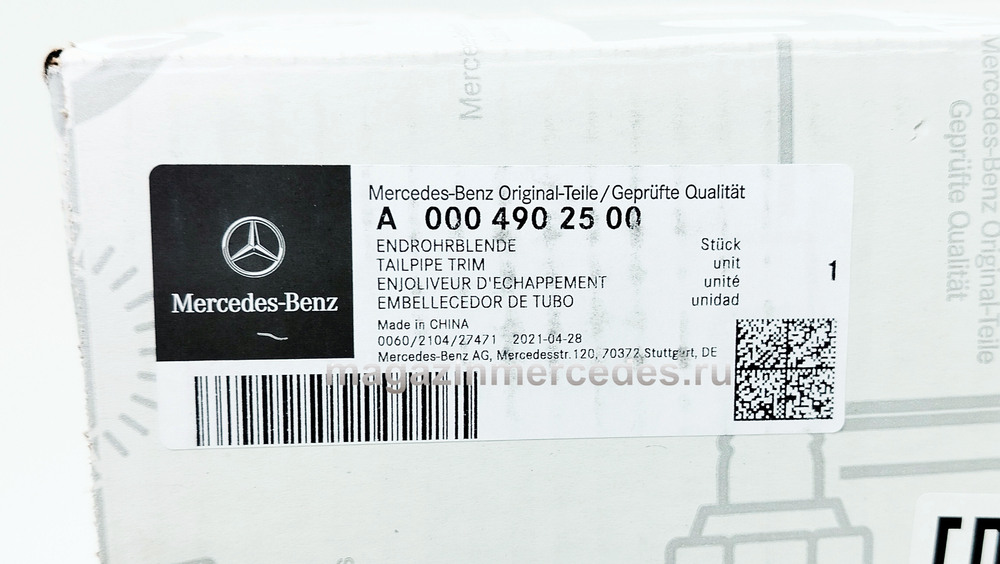 Mercedes-Benz Original-Teile/Geprüfte Qualität
A 000 490 25 00
ENDROHRBLENDE Stück
TAILPIPE TRIM unit
ENJOLIVEUR D'ECHAPPEMENT unité
EMBELLECEDOR DE TUBO unidad
1
Made in CHINA
0060/2104/27471 2021-04-28
Mercedes-Benz AG, Mercedesstr.120, 70372 Stuttgart, DE
Mercedes-Benz
magazinmercedes.ru
Merce
Mercedes-Benz Original-Teile
Geprüfte Qualität